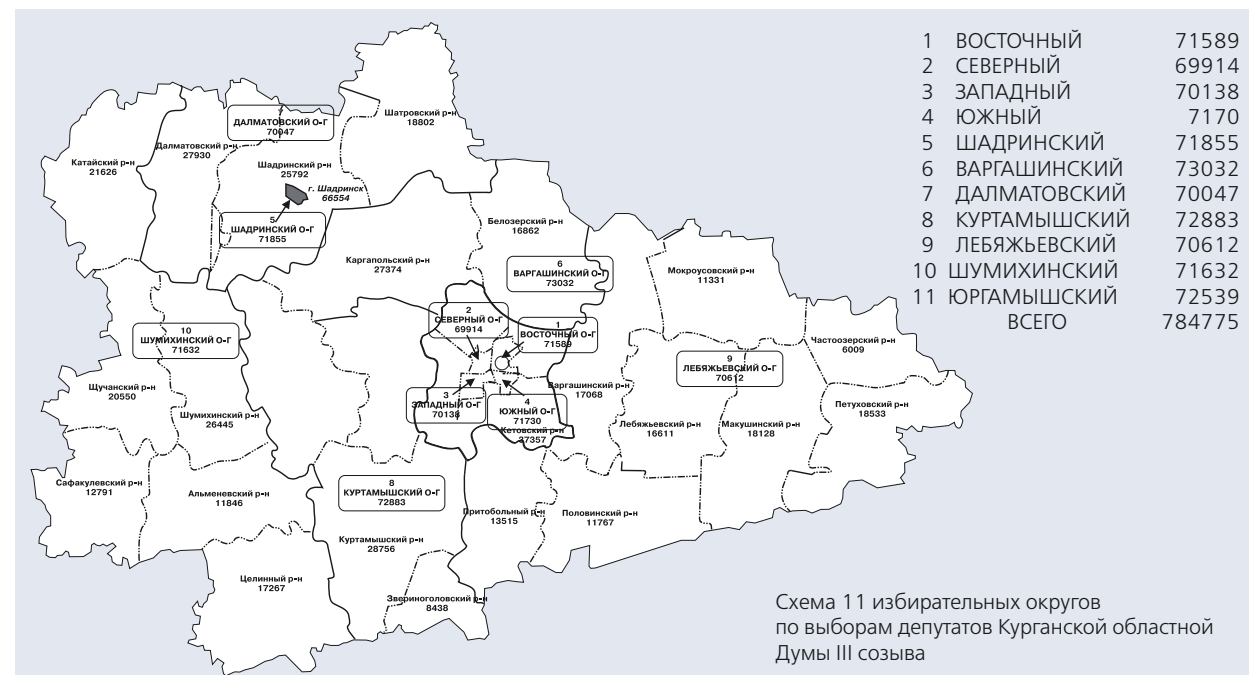 1 ВОСТОЧНЫЙ 71589
2 СЕВЕРНЫЙ 69914
3 ЗАПАДНЫЙ 70138
4 ЮЖНЫЙ 7170
5 ШАДРИНСКИЙ 71855
6 ВАРГАШИНСКИЙ 73032
7 ДАЛМАТОВСКИЙ 70047
8 КУРТАМЫШСКИЙ 72883
9 ЛЕБЯЖЬЕВСКИЙ 70612
10 ШУМИХИНСКИЙ 71632
11 ЮРГАМЫШСКИЙ 72539
ВСЕГО 784775
7
ДАЛМАТОВСКИЙ О-Г
70047
Шатровский р-н
18802
Далматовский р-н
27930
Катайский р-н
21626
Шадринский р-н
25792
г. Шадринск
66554
5
ШАДРИНСКИЙ О-Г
71855
Белозерский р-н
16862
Каргапольский р-н
27374
6
ВАРГАШИНСКИЙ О-Г
73032
Мокроусовский р-н
11331
2
СЕВЕРНЫЙ О-Г
69914
1
ВОСТОЧНЫЙ О-Г
71589
10
ШУМИХИНСКИЙ О-Г
71632
Частоозерский р-н
6009
9
ЛЕБЯЖЬЕВСКИЙ О-Г
70612
Щучанский р-н
20550
Варгашинский р-н
17068
3
ЗАПАДНЫЙ О-Г
70138
4
ЮЖНЫЙ О-Г
71730
Кетовский р-н
37357
Петуховский р-н
18533
Шумихинский р-н
26445
Лебяжьевский р-н
16611
Макушинский р-н
18128
Сафакулевский р-н
12791
Альменевский р-н
11846
8
КУРТАМЫШСКИЙ О-Г
72883
Притобольный р-н
13515
Половинский р-н
11767
Куртамышский р-н
28756
Целинный р-н
17267
Звериноголовский р-н
8438
Схема 11 избирательных округов
по выборам депутатов Курганской областной
Думы III созыва